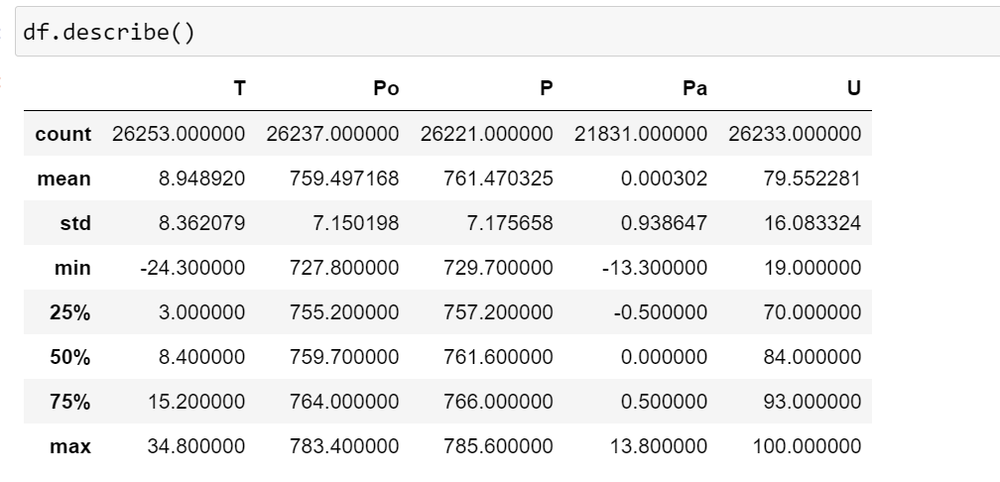 df.describe()
T Po P Pa U
count 26253.000000 26237.000000 26221.000000 21831.000000 26233.000000
mean 8.948920 759.497168 761.470325 0.000302 79.552281
std 8.362079 7.150198 7.175658 0.938647 16.083324
min -24.300000 727.800000 729.700000 -13.300000 19.000000
25% 3.000000 755.200000 757.200000 -0.500000 70.000000
50% 8.400000 759.700000 761.600000 0.000000 84.000000
75% 15.200000 764.000000 766.000000 0.500000 93.000000
max 34.800000 783.400000 785.600000 13.800000 100.000000